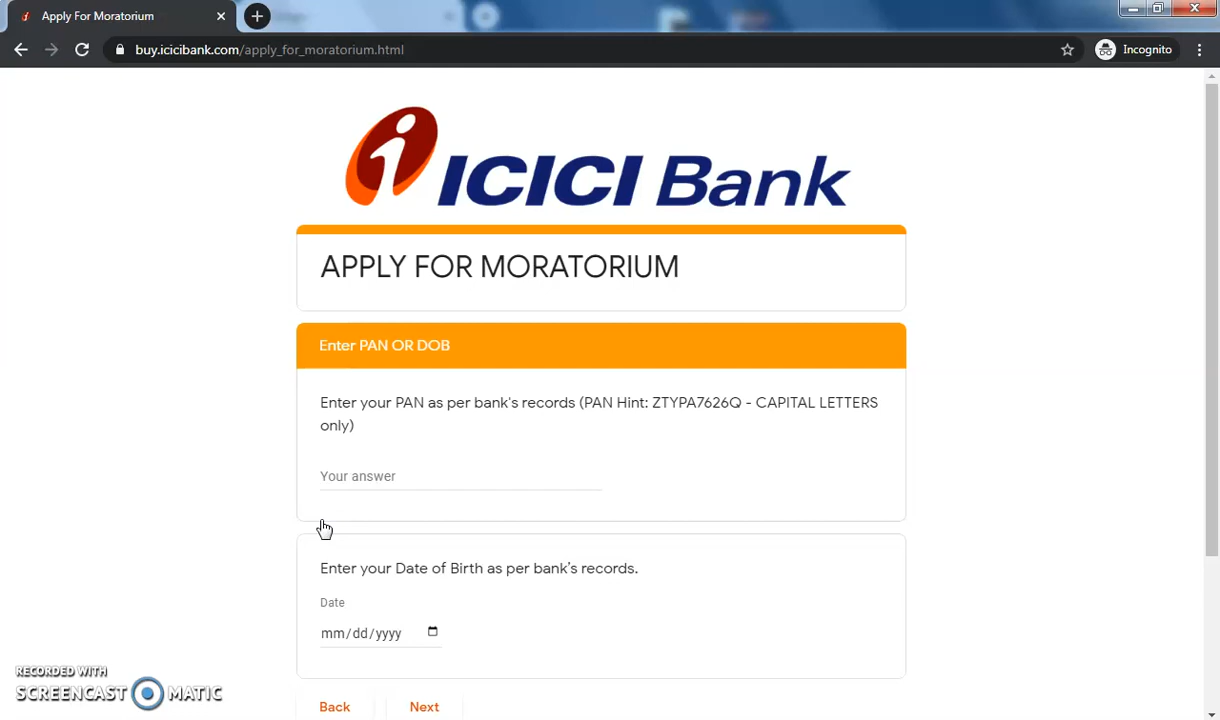 Apply For Moratorium
buy.icicibank.com/apply_for_moratorium.html
Incognito
i ICICI Bank
APPLY FOR MORATORIUM
Enter PAN OR DOB
Enter your PAN as per bank's records (PAN Hint: ZTYPA7626Q - CAPITAL LETTERS
only)
Your answer
Enter your Date of Birth as per bank's records.
Date
mm/dd/yyyy
Back Next
RECORDED WITH
SCREENCAST MATIC